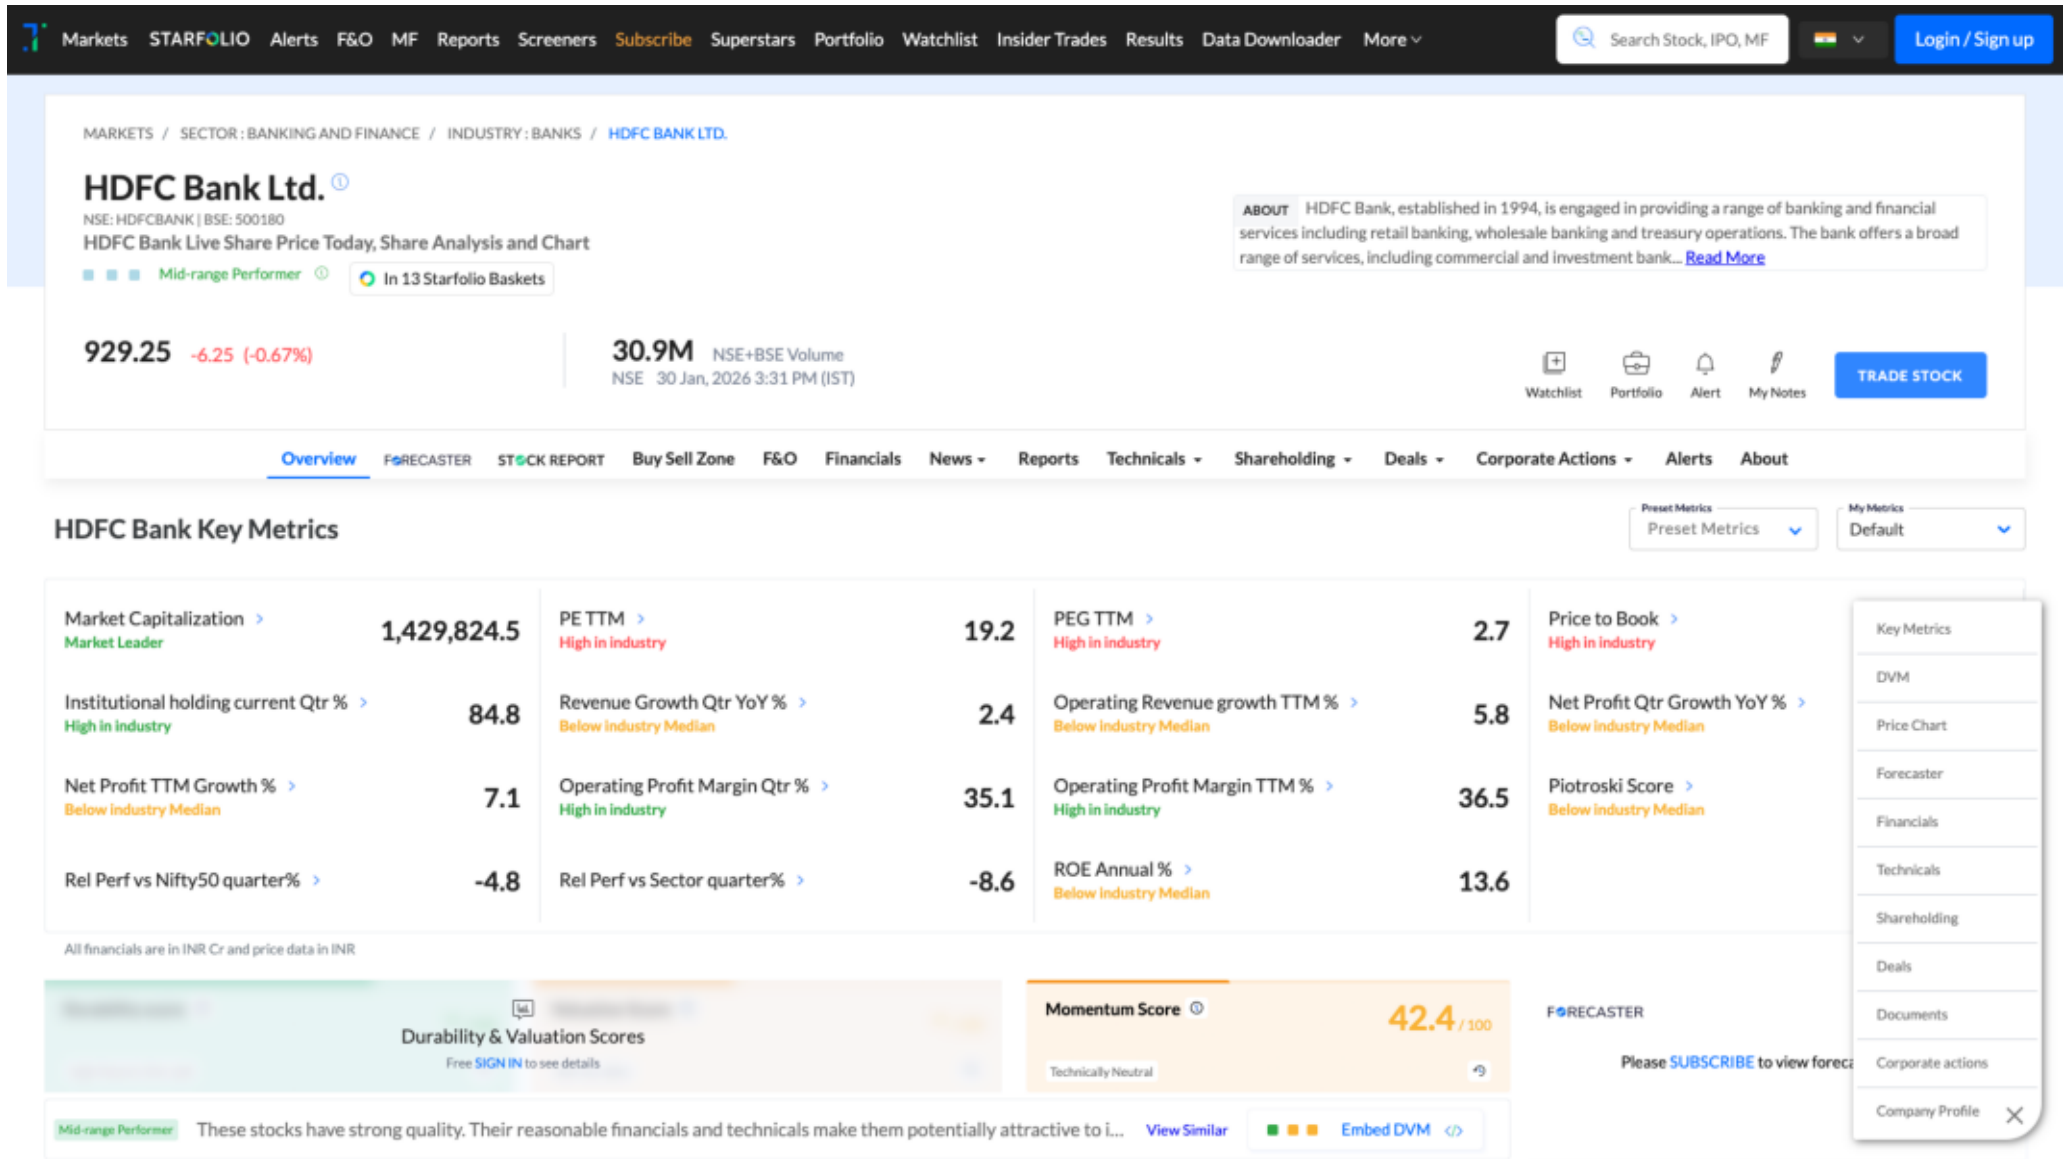 Markets STARFOLIO Alerts F&O MF Reports Screeners Subscribe Superstars Portfolio Watchlist Insider Trades Results Data Downloader More Search Stock, IPO, MF Login / Sign up
MARKETS / SECTOR : BANKING AND FINANCE / INDUSTRY : BANKS / HDFC BANK LTD.
HDFC Bank Ltd.
NSE: HDFCBANK | BSE: 500180
HDFC Bank Live Share Price Today, Share Analysis and Chart
Mid-range Performer In 13 Starfolio Baskets
ABOUT HDFC Bank, established in 1994, is engaged in providing a range of banking and financial
services including retail banking, wholesale banking and treasury operations. The bank offers a broad
range of services, including commercial and investment bank... Read More
929.25 -6.25 (-0.67%)
30.9M NSE+BSE Volume
NSE 30 Jan, 2026 3:31 PM (IST)
Watchlist Portfolio Alert My Notes TRADE STOCK
Overview FORECASTER STOCK REPORT Buy Sell Zone F&O Financials News Reports Technicals Shareholding Deals Corporate Actions Alerts About
HDFC Bank Key Metrics
Preset Metrics
Preset Metrics
My Metrics
Default
Market Capitalization 1,429,824.5
Market Leader
PE TTM 19.2
High in industry
PEG TTM 2.7
High in industry
Price to Book
High in industry
Institutional holding current Qtr % 84.8
High in industry
Revenue Growth Qtr YoY % 2.4
Below industry Median
Operating Revenue growth TTM % 5.8
Below industry Median
Net Profit Qtr Growth YoY %
Below industry Median
Net Profit TTM Growth % 7.1
Below industry Median
Operating Profit Margin Qtr % 35.1
High in industry
Operating Profit Margin TTM % 36.5
High in industry
Piotroski Score
Below industry Median
Rel Perf vs Nifty50 quarter% -4.8
Rel Perf vs Sector quarter% -8.6
ROE Annual % 13.6
Below industry Median
All financials are in INR Cr and price data in INR
Durability & Valuation Scores
Free SIGN IN to see details
Momentum Score 42.4 / 100
Technically Neutral
FORECASTER
Please SUBSCRIBE to view foreca
Mid-range Performer These stocks have strong quality. Their reasonable financials and technicals make them potentially attractive to i... View Similar Embed DVM </>
Key Metrics
DVM
Price Chart
Forecaster
Financials
Technicals
Shareholding
Deals
Documents
Corporate actions
Company Profile